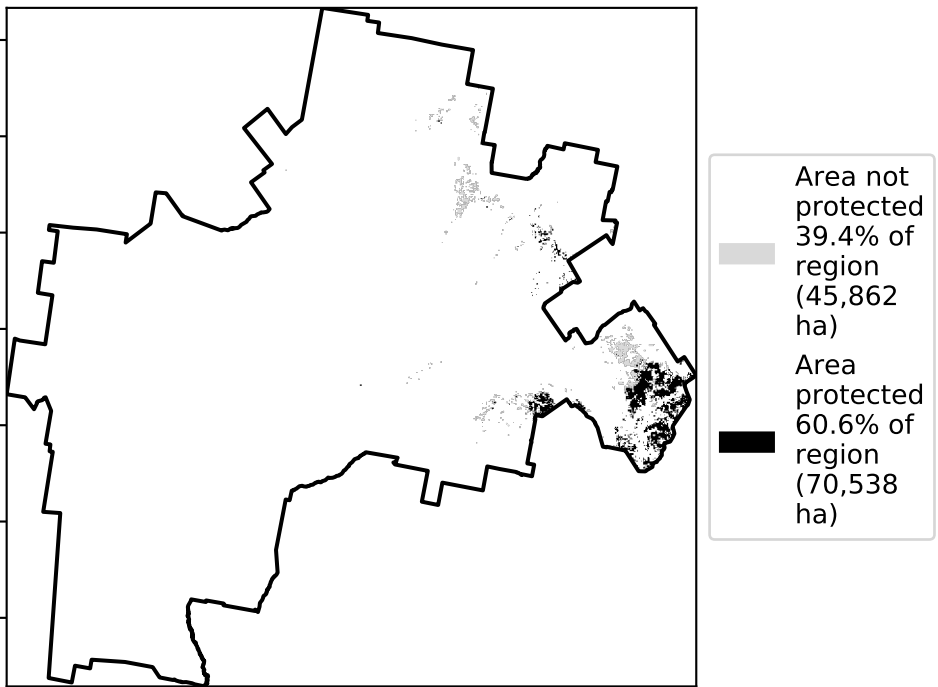 Area not
protected
39.4% of
region
(45,862
ha)
Area
protected
60.6% of
region
(70,538
ha)